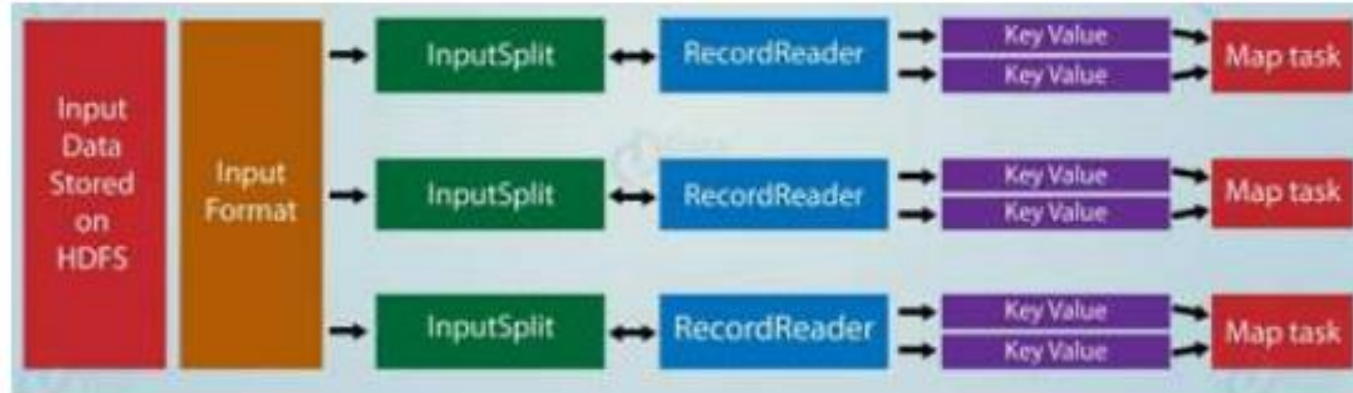 Input
Data
Stored
on
HDFS
Input
Format
InputSplit
RecordReader
Key Value
Key Value
Map task
InputSplit
RecordReader
Key Value
Key Value
Map task
InputSplit
RecordReader
Key Value
Key Value
Map task